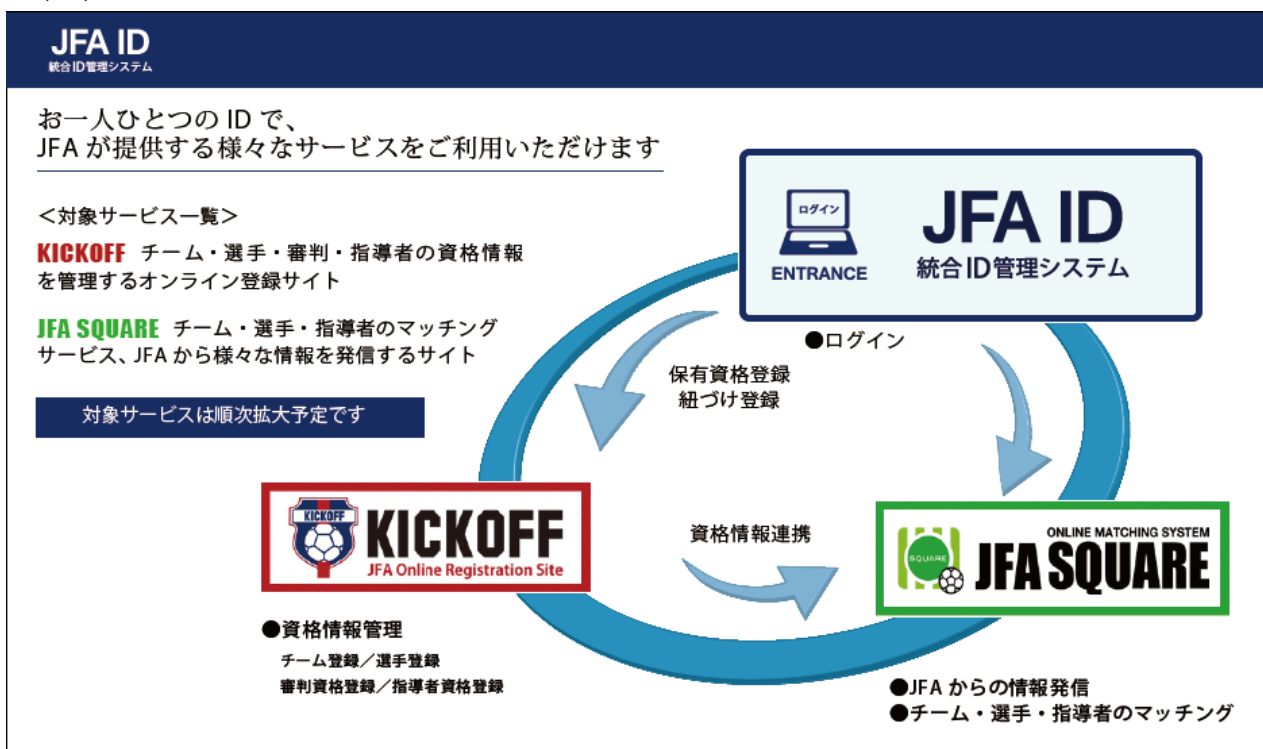 JFA ID
統合ID管理システム
お一人ひとつの ID で、
JFA が提供する様々なサービスをご利用いただけます
<対象サービス一覧>
KICKOFF チーム・選手・審判・指導者の資格情報
を管理するオンライン登録サイト
JFA SQUARE チーム・選手・指導者のマッチング
サービス、JFA から様々な情報を発信するサイト
対象サービスは順次拡大予定です
ログイン
ENTRANCE
JFA ID
統合ID管理システム
●ログイン
保有資格登録
紐づけ登録
KICKOFF
KICKOFF
JFA Online Registration Site
資格情報連携
SQUARE
ONLINE MATCHING SYSTEM
JFA SQUARE
●資格情報管理
チーム登録/選手登録
審判資格登録/指導者資格登録
●JFA からの情報発信
●チーム・選手・指導者のマッチング